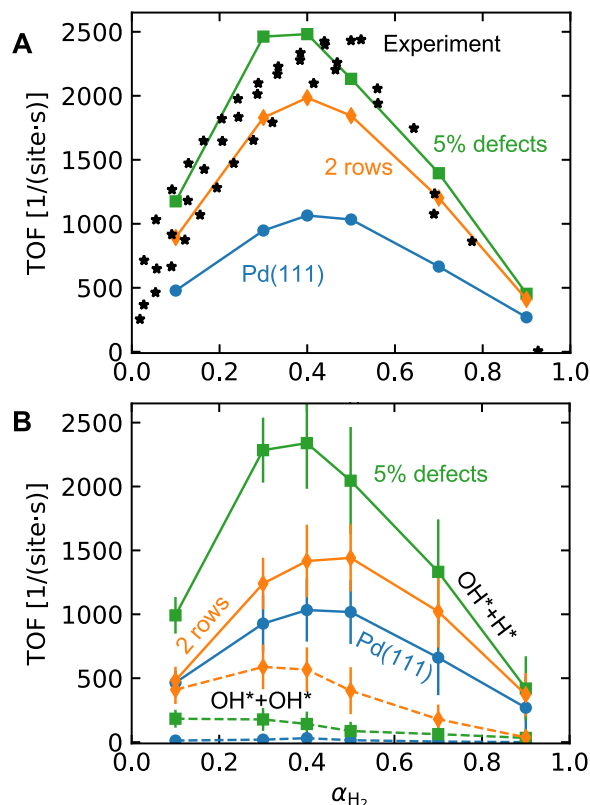 A
TOF [1/(site·s)]
2500
2000
1500
1000
500
0
Experiment
5% defects
2 rows
Pd(111)
0.0 0.2 0.4 0.6 0.8 1.0
B
TOF [1/(site·s)]
2500
2000
1500
1000
500
0
5% defects
2 rows
Pd(111)
OH*+H*
OH*+OH*
0.0 0.2 0.4 0.6 0.8 1.0
α_H₂